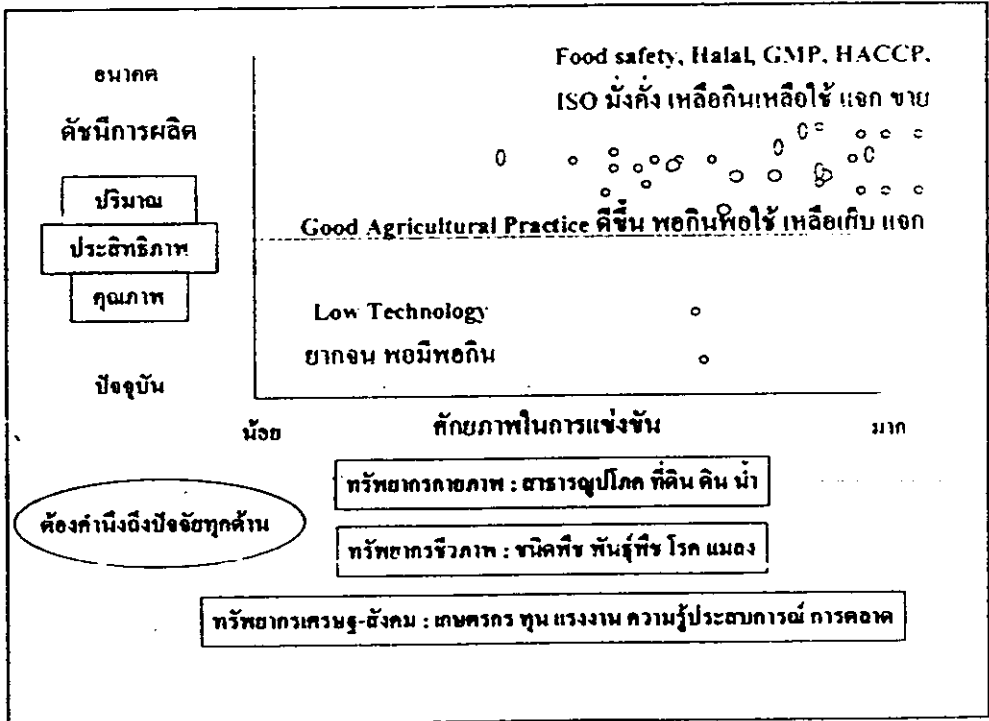 อนาคต
ดัชนีการผลิต
ปริมาณ
ประสิทธิภาพ
คุณภาพ
ปัจจุบัน
Food safety, Halal, GMP, HACCP,
ISO มั่งคั่ง เหลือกินเหลือใช้ แจก ขาย
Good Agricultural Practice ดีขึ้น พอกินพอใช้ เหลือเก็บ แจก
Low Technology
ยากจน พอมีพอกิน
น้อย ศักยภาพในการแข่งขัน มาก
ต้องคำนึงถึงปัจจัยทุกด้าน
ทรัพยากรกายภาพ : สาธารณูปโภค ที่ดิน ดิน น้ำ
ทรัพยากรชีวภาพ : ชนิดพืช พันธุ์พืช โรค แมลง
ทรัพยากรเศรษฐ-สังคม : เกษตรกร ทุน แรงงาน ความรู้ประสบการณ์ การตลาด